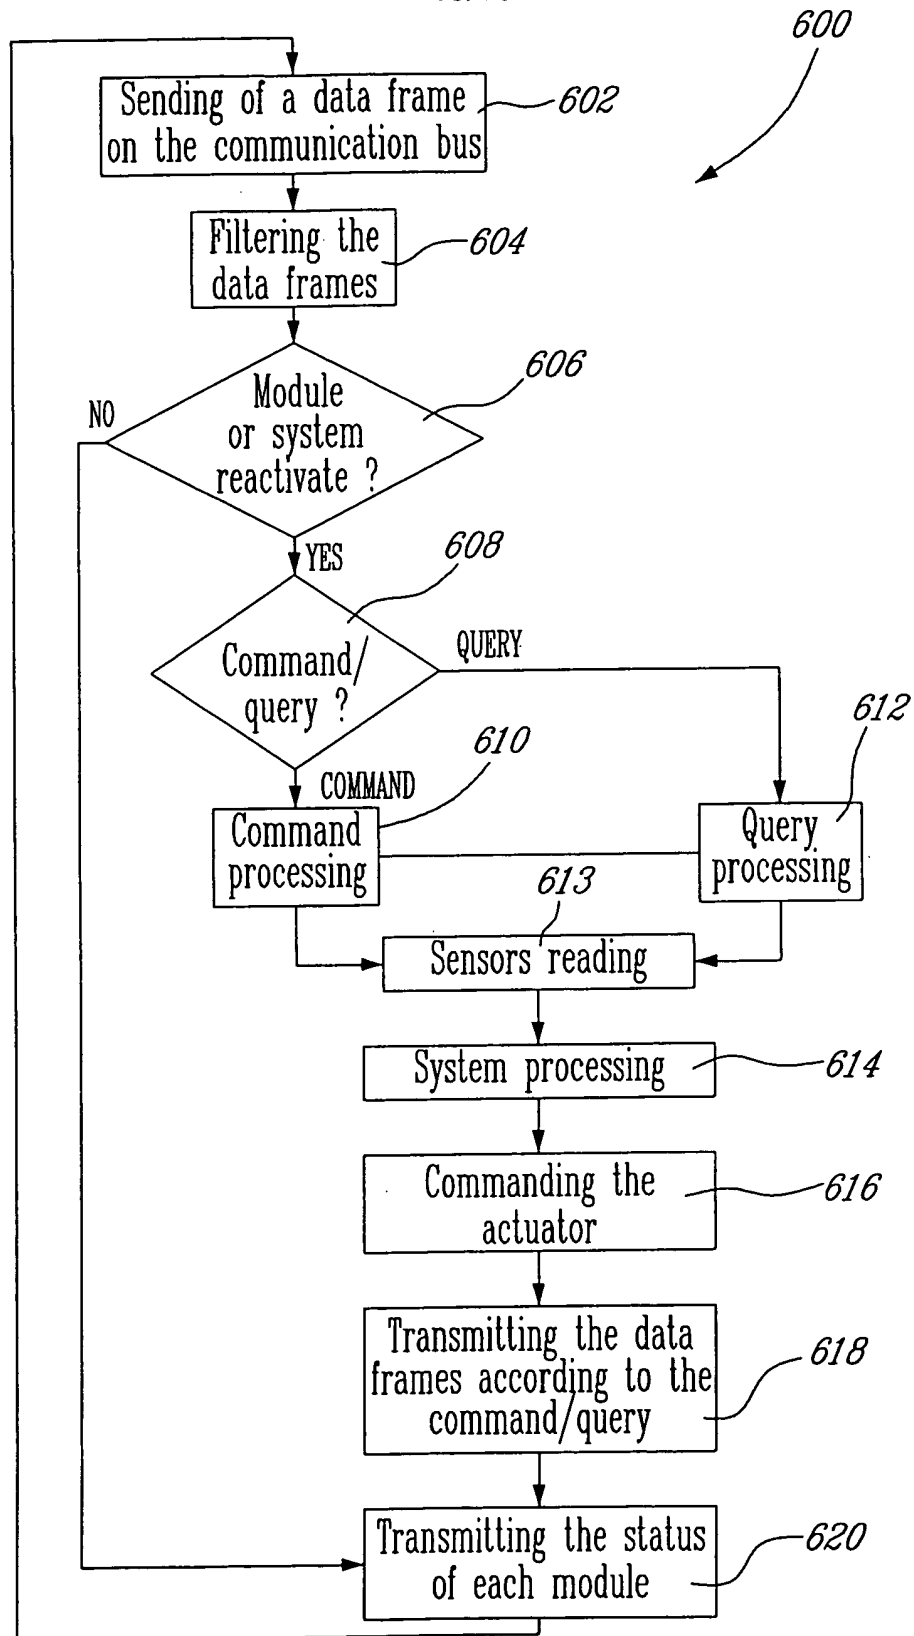 600
Sending of a data frame
on the communication bus
602
Filtering the
data frames
604
Module
or system
reactivate ?
606
NO
YES
608
Command/
query ?
QUERY
612
610
COMMAND
Command
processing
Query
processing
613
Sensors reading
System processing
614
Commanding the
actuator
616
Transmitting the data
frames according to the
command/query
618
Transmitting the status
of each module
620